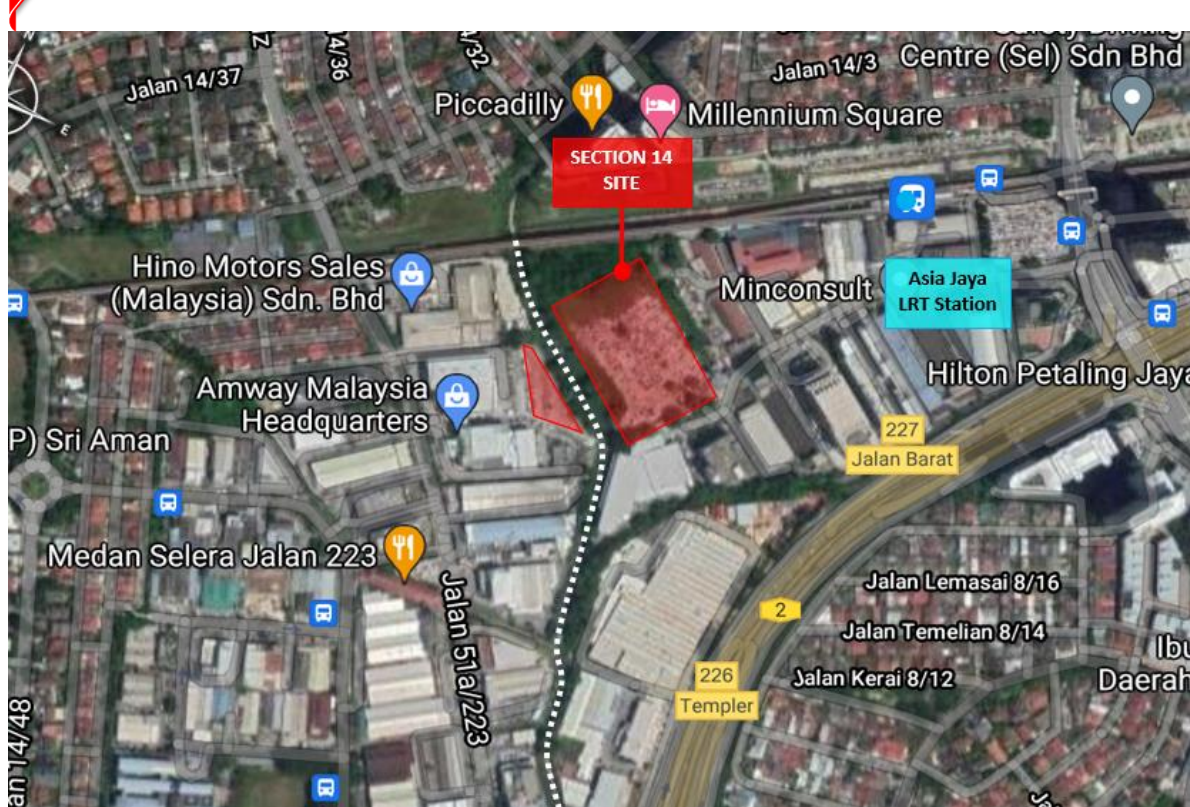 N
E
Jalan 14/37
14/36
14/32
Jalan 14/3
Centre (Sel) Sdn Bhd
Piccadilly
Millennium Square
SECTION 14
SITE
Hino Motors Sales
(Malaysia) Sdn. Bhd
Minconsult
Asia Jaya
LRT Station
Amway Malaysia
Headquarters
Hilton Petaling Jaya
P) Sri Aman
227
Jalan Barat
Medan Selera Jalan 223
Jalan 51a/223
Jalan Lemasai 8/16
2
Jalan Temelian 8/14
226
Templer
Jalan Kerai 8/12
Ibu
Daerah
an 14/48